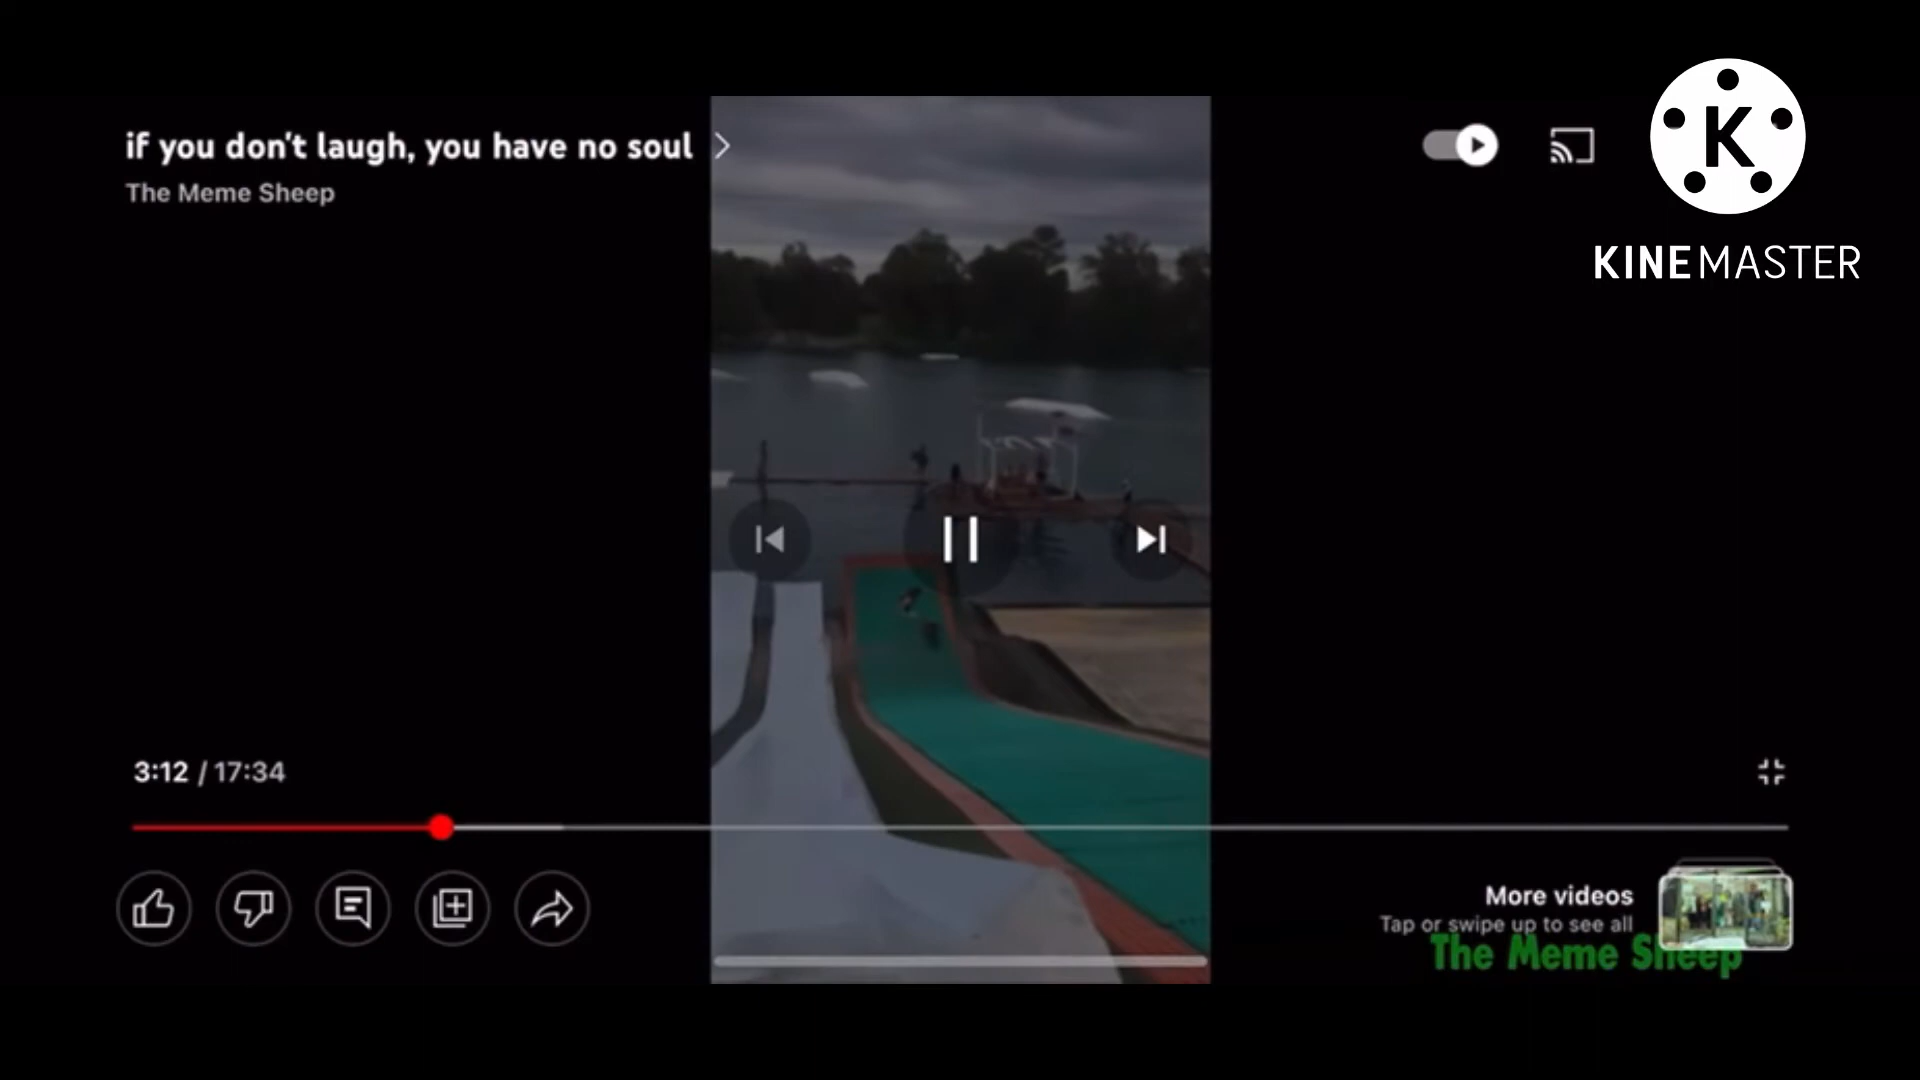 if you don't laugh, you have no soul
The Meme Sheep
K
KINEMASTER
3:12 / 17:34
More videos
Tap or swipe up to see all
The Meme Sheep